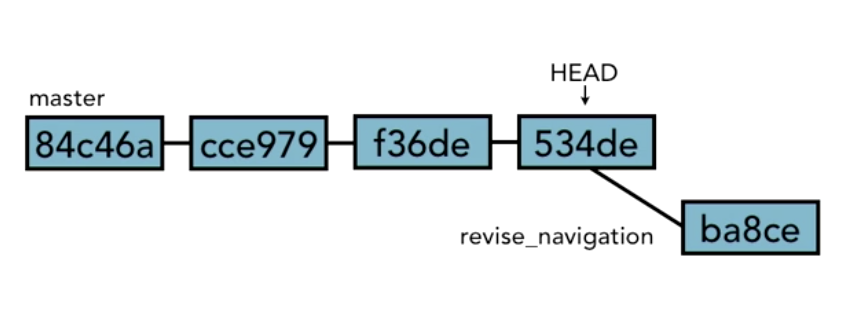 HEAD
master
84c46a
cce979
f36de
534de
revise_navigation
ba8ce